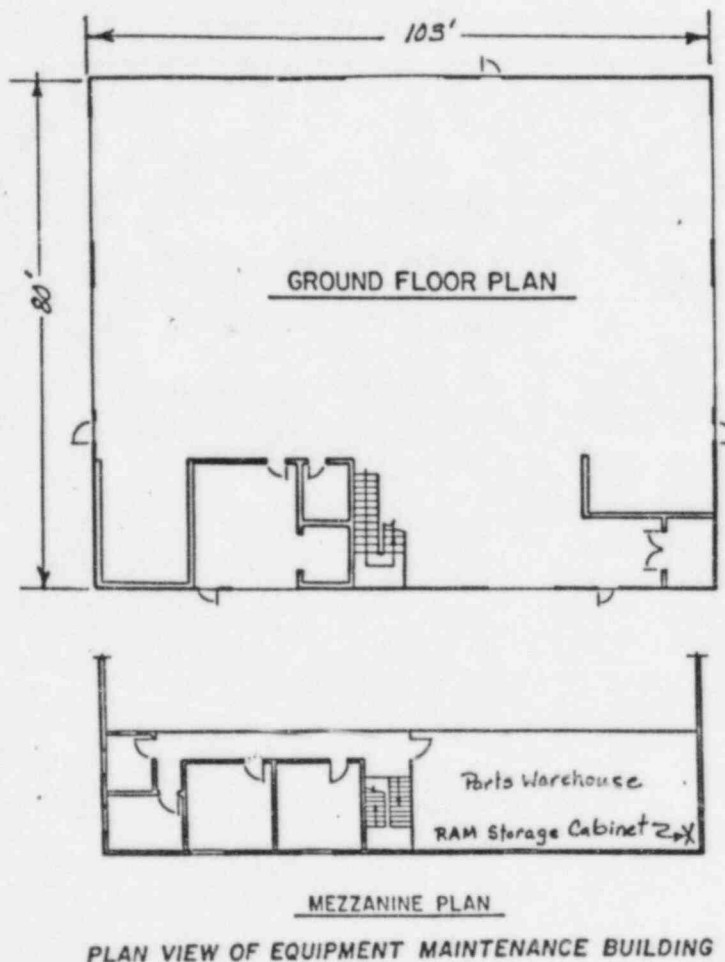 103'
80'
GROUND FLOOR PLAN
Parts Warehouse
RAM Storage Cabinet
X
MEZZANINE PLAN
PLAN VIEW OF EQUIPMENT MAINTENANCE BUILDING